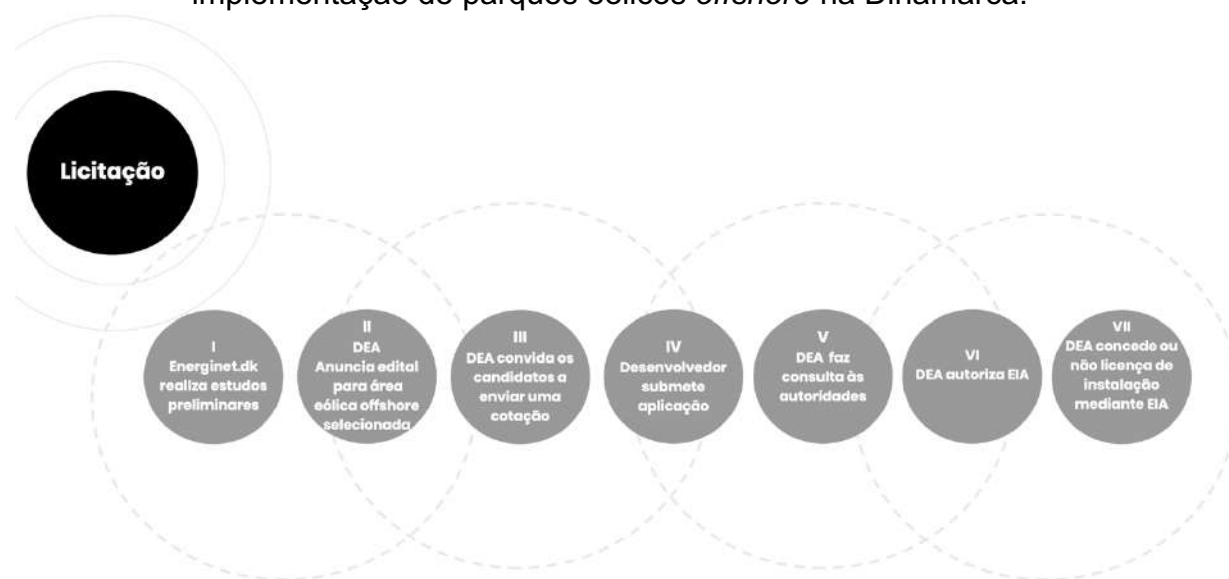 implementação de parques eólicos offshore na Dinamarca.
Licitação
I
Energinet.dk
realiza estudos
preliminares
II
DEA
Anuncia edital
para área
eólica offshore
selecionada
III
DEA convida os
candidatos a
enviar uma
cotação
IV
Desenvolvedor
submete
aplicação
V
DEA faz
consulta às
autoridades
VI
DEA autoriza EIA
VII
DEA concede ou
não licença de
instalação
mediante EIA